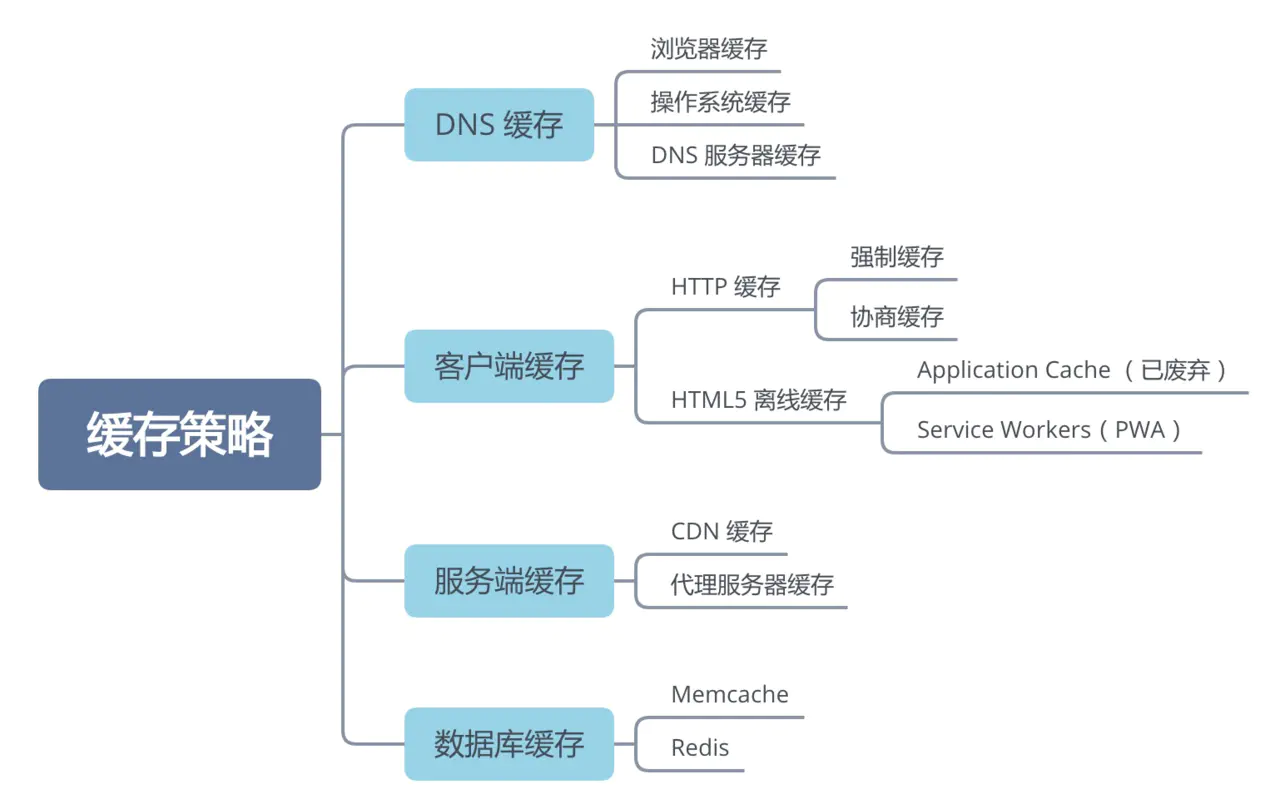 缓存策略
DNS 缓存
浏览器缓存
操作系统缓存
DNS 服务器缓存
客户端缓存
HTTP 缓存
强制缓存
协商缓存
HTML5 离线缓存
Application Cache （已废弃）
Service Workers（PWA）
服务端缓存
CDN 缓存
代理服务器缓存
数据库缓存
Memcache
Redis